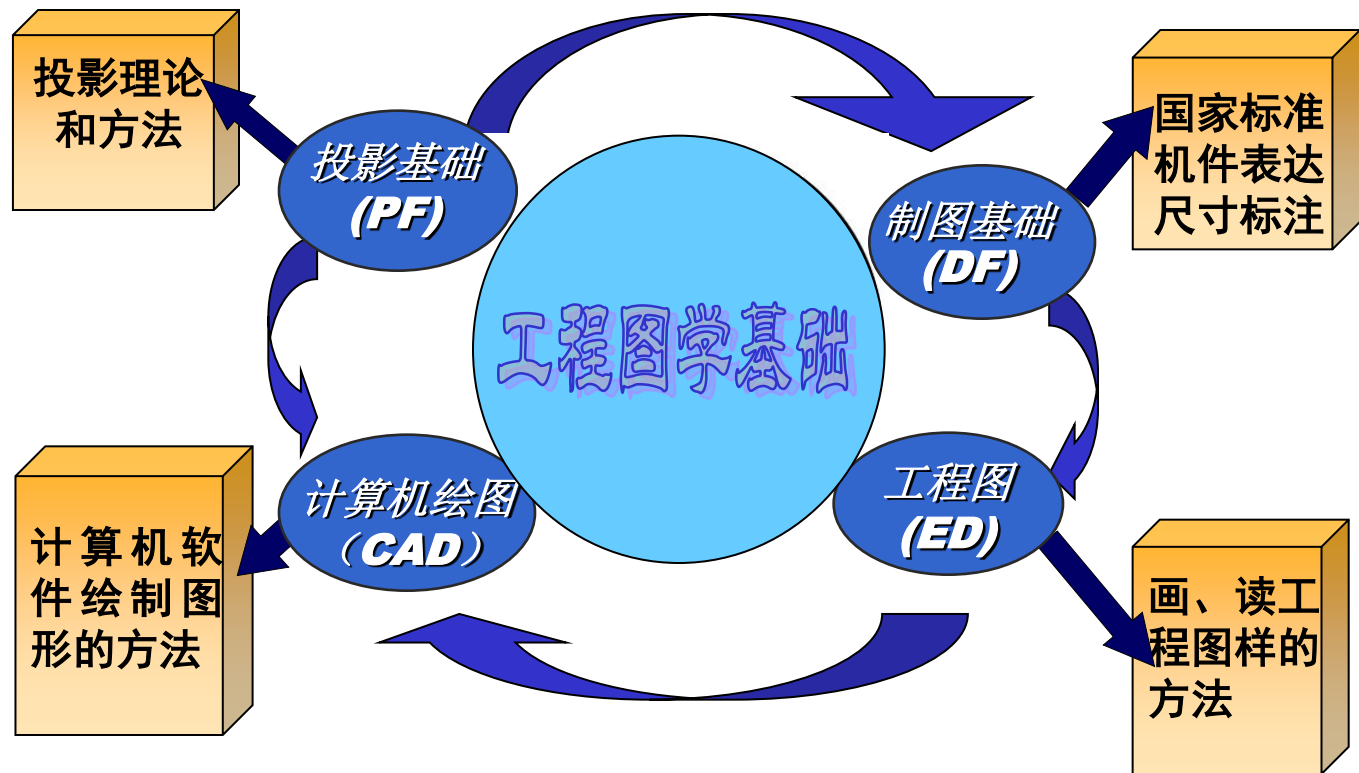 投影理论
和方法
投影基础
(PF)
国家标准
机件表达
尺寸标注
制图基础
(DF)
工程图学基础
计算机绘图
（CAD）
工程图
(ED)
计算机软
件绘制图
形的方法
画、读工
程图样的
方法